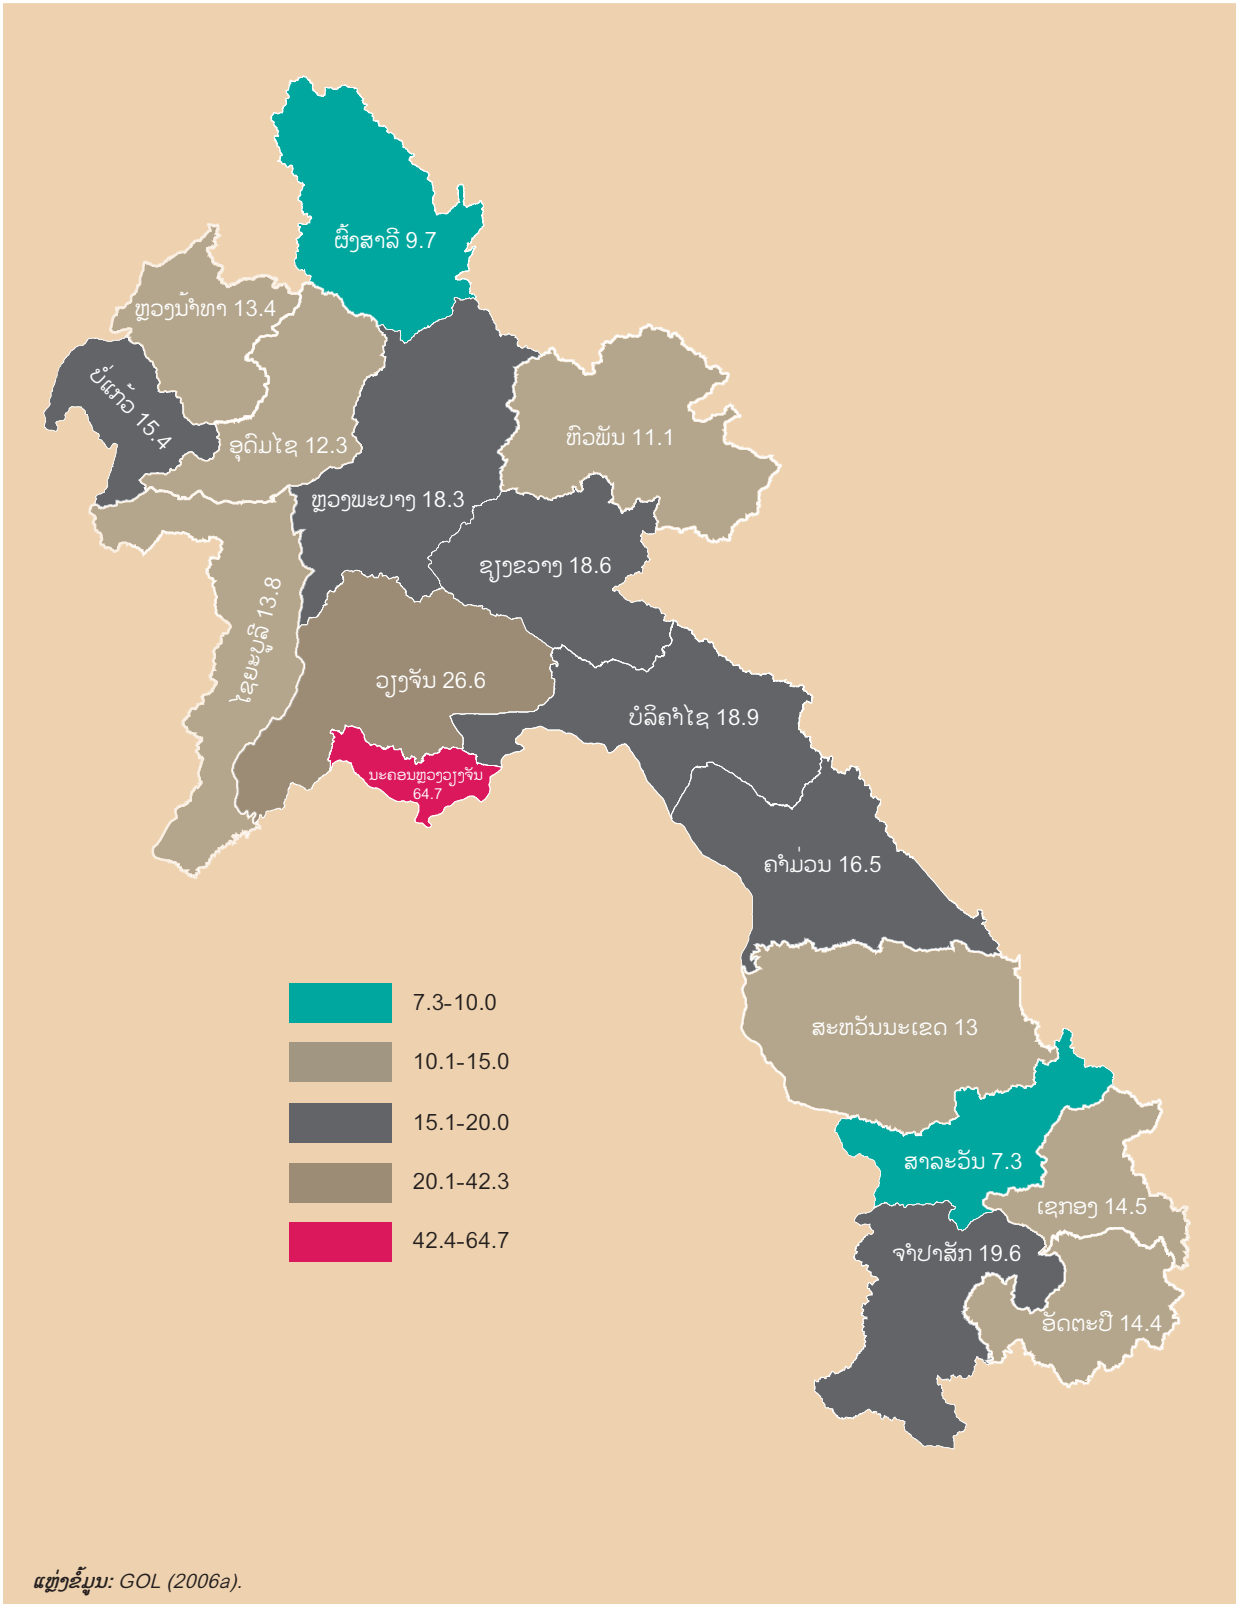 ຜົ້ງສາລີ 9.7
ຫຼວງນ້ຳທາ 13.4
ບໍ່ແກ້ວ 15.4
ອຸດົມໄຊ 12.3
ຫົວພັນ 11.1
ຫຼວງພະບາງ 18.3
ຊຽງຂວາງ 18.6
ໄຊຍະບູລີ 13.8
ວຽງຈັນ 26.6
ບໍລິຄຳໄຊ 18.9
ນະຄອນຫຼວງວຽງຈັນ
64.7
ຄຳມ່ວນ 16.5
ສະຫວັນນະເຂດ 13
ສາລະວັນ 7.3
ເຊກອງ 14.5
ຈຳປາສັກ 19.6
ອັດຕະປື 14.4
7.3-10.0
10.1-15.0
15.1-20.0
20.1-42.3
42.4-64.7
ແຫຼ່ງຂໍ້ມູນ: GOL (2006a).